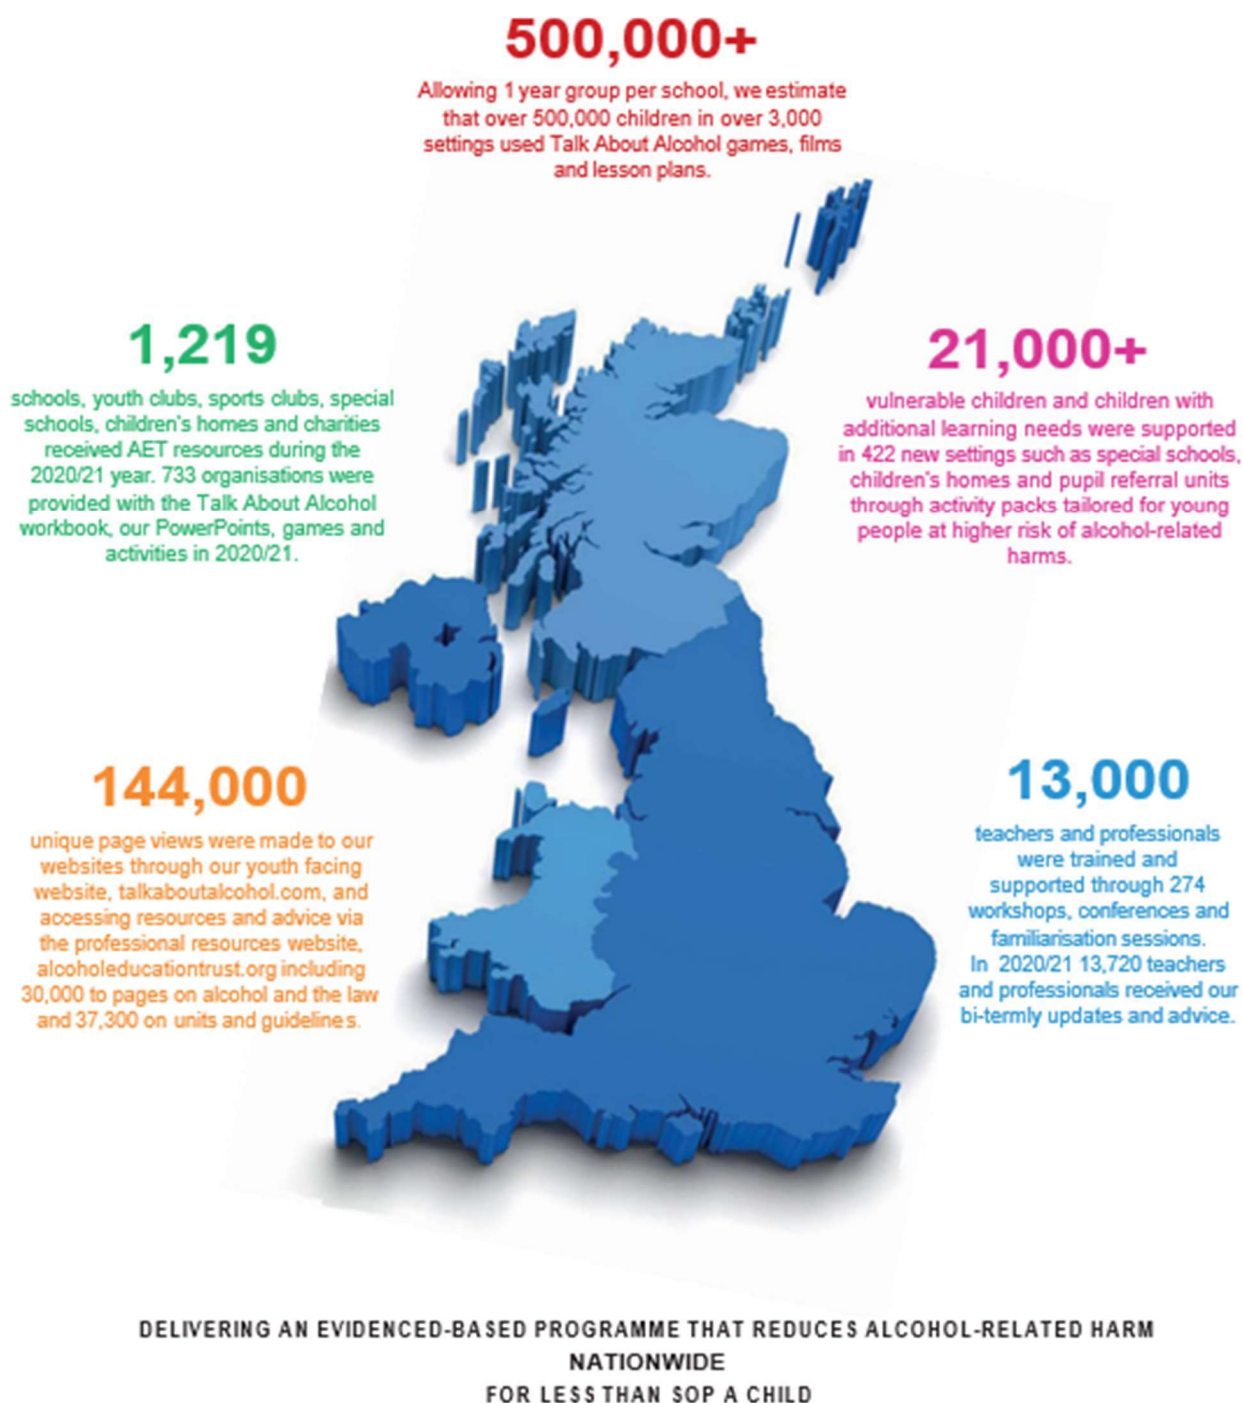 500,000+
Allowing 1 year group per school, we estimate
that over 500,000 children in over 3,000
settings used Talk About Alcohol games, films
and lesson plans.
1,219
schools, youth clubs, sports clubs, special
schools, children's homes and charities
received AET resources during the
2020/21 year. 733 organisations were
provided with the Talk About Alcohol
workbook, our PowerPoints, games and
activities in 2020/21.
21,000+
vulnerable children and children with
additional learning needs were supported
in 422 new settings such as special schools,
children's homes and pupil referral units
through activity packs tailored for young
people at higher risk of alcohol-related
harms.
144,000
unique page views were made to our
websites through our youth facing
website, talkaboutalcohol.com, and
accessing resources and advice via
the professional resources website,
alcoholeducationtrust.org including
30,000 to pages on alcohol and the law
and 37,300 on units and guidelines.
13,000
teachers and professionals
were trained and
supported through 274
workshops, conferences and
familiarisation sessions.
In 2020/21 13,720 teachers
and professionals received our
bi-termly updates and advice.
DELIVERING AN EVIDENCED-BASED PROGRAMME THAT REDUCES ALCOHOL-RELATED HARM
NATIONWIDE
FOR LESS THAN SOP A CHILD